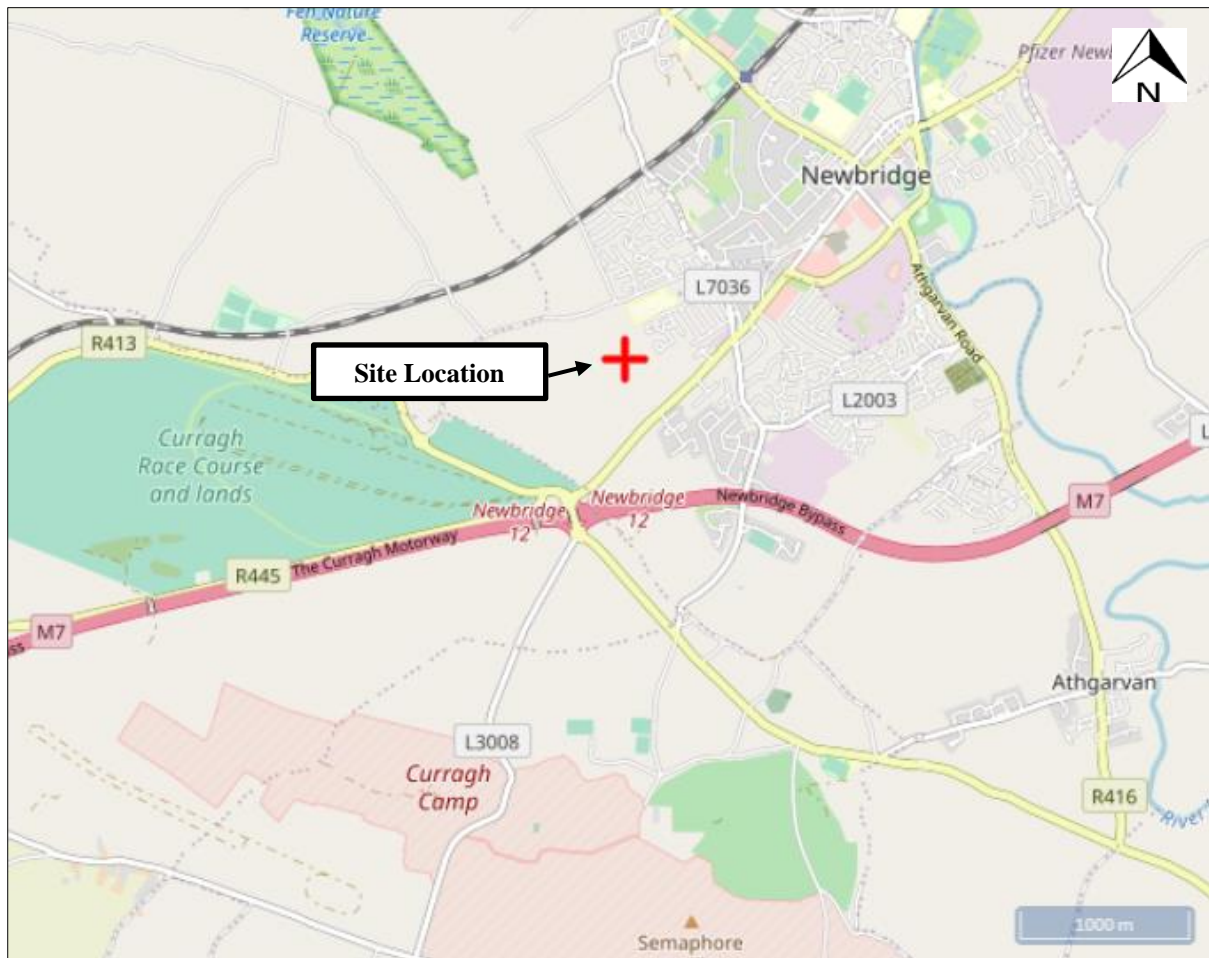 Fen Nature
Reserve
Pfizer Newb
N
Newbridge
L7036
Athgarvan Road
R413
Site Location
L2003
Curragh
Race Course
and lands
Newbridge
12
Newbridge
12
Newbridge Bypass
M7
L
The Curragh Motorway
R445
M7
ass
Athgarvan
L3008
Curragh
Camp
R416
River
Semaphore
1000 m